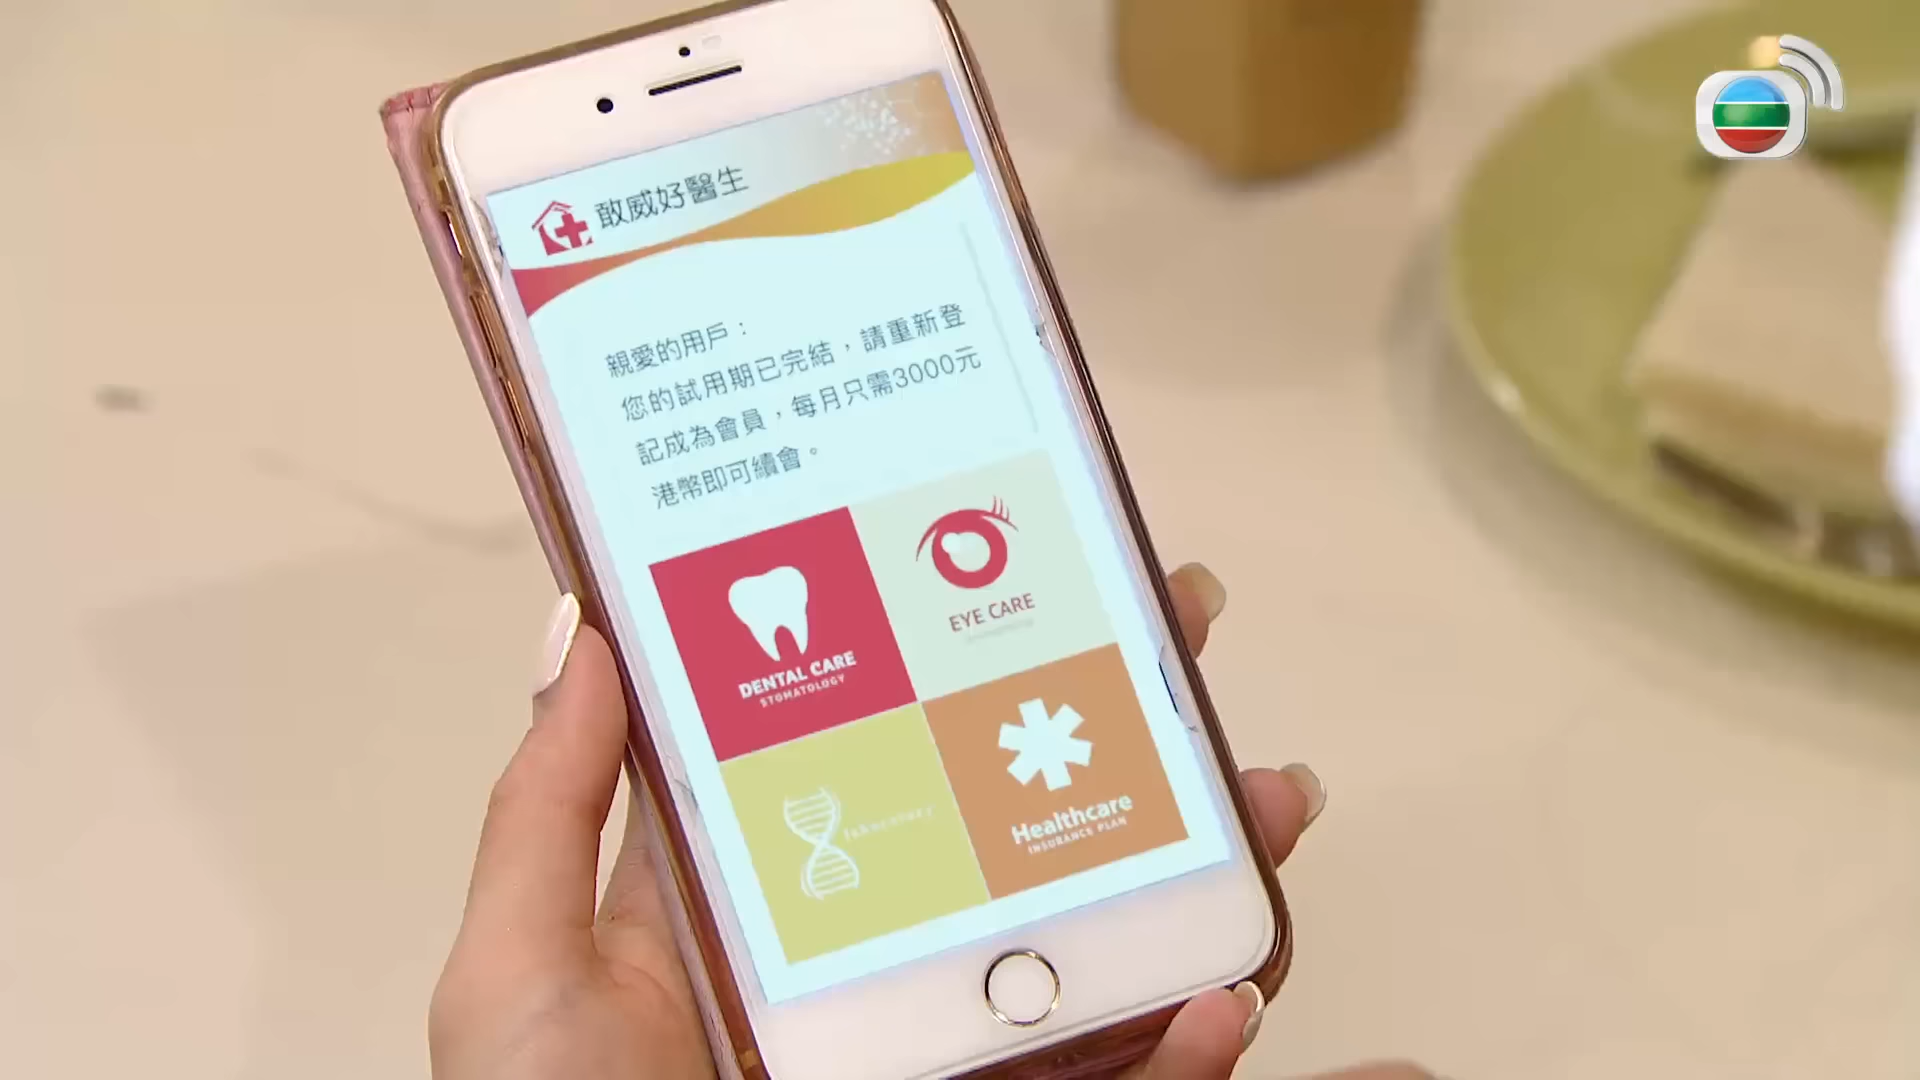 敢威好醫生
親愛的用戶：
您的試用期已完結，請重新登
記成為會員，每月只需3000元
港幣即可續會。
DENTAL CARE
STOMATOLOGY
EYE CARE
laboratory
Healthcare
INSURANCE PLAN